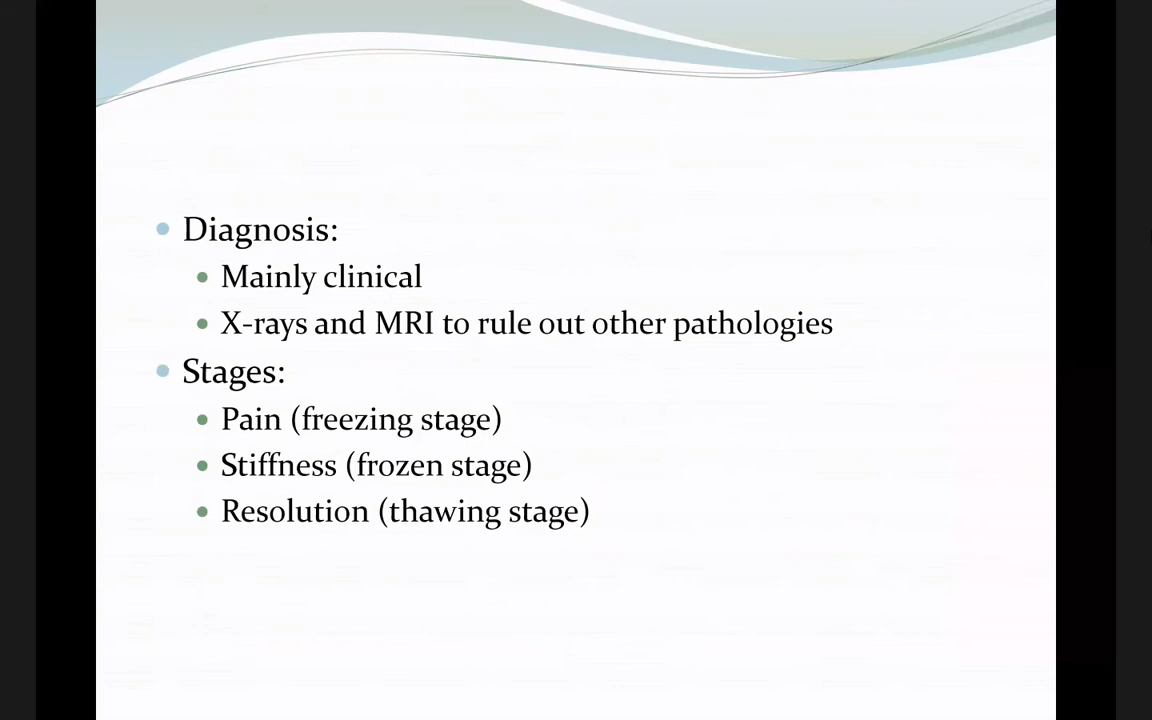 Diagnosis:
Mainly clinical
X-rays and MRI to rule out other pathologies
Stages:
Pain (freezing stage)
Stiffness (frozen stage)
Resolution (thawing stage)